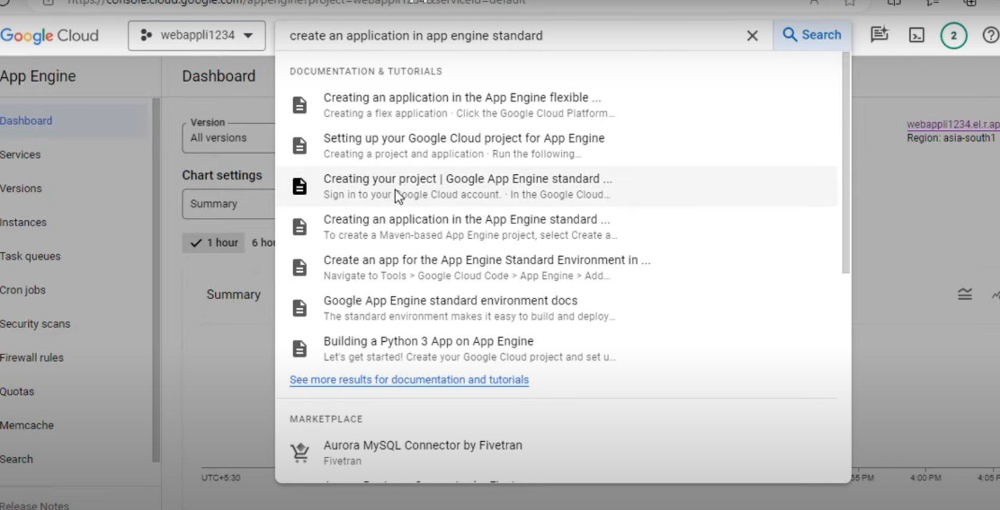 https://console.cloud.google.com/appengine?project=webappli1234&serviceId=default
Google Cloud
webappli1234
create an application in app engine standard
Search
2
App Engine
Dashboard
Services
Versions
Instances
Task queues
Cron jobs
Security scans
Firewall rules
Quotas
Memcache
Search
Release Notes
Dashboard
Version
All versions
Chart settings
Summary
1 hour
6 hou
Summary
UTC+5:30
DOCUMENTATION & TUTORIALS
Creating an application in the App Engine flexible ...
Creating a flex application · Click the Google Cloud Platform...
Setting up your Google Cloud project for App Engine
Creating a project and application · Run the following...
Creating your project | Google App Engine standard ...
Sign in to your Google Cloud account. · In the Google Cloud...
Creating an application in the App Engine standard ...
To create a Maven-based App Engine project, select Create a...
Create an app for the App Engine Standard Environment in ...
Navigate to Tools > Google Cloud Code > App Engine > Add...
Google App Engine standard environment docs
The standard environment makes it easy to build and deploy...
Building a Python 3 App on App Engine
Let's get started! Create your Google Cloud project and set u...
See more results for documentation and tutorials
MARKETPLACE
Aurora MySQL Connector by Fivetran
Fivetran
webappli1234.el.r.ap
Region: asia-south1
55 PM
4:00 PM
4:05 F